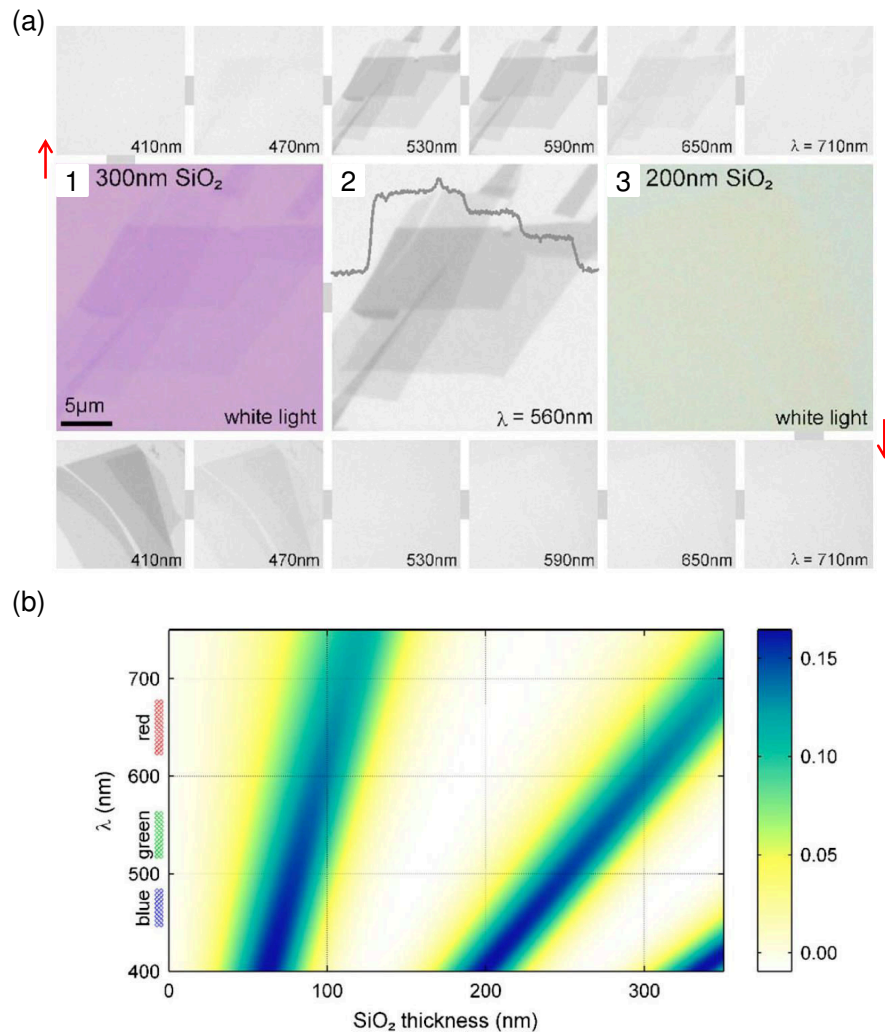 (a)
410nm 470nm 530nm 590nm 650nm λ = 710nm
1 300nm SiO₂ 2 3 200nm SiO₂
5µm white light λ = 560nm white light
410nm 470nm 530nm 590nm 650nm λ = 710nm
(b)
700
600
500
400
λ (nm)
red
green
blue
0 100 200 300
SiO₂ thickness (nm)
0.15
0.10
0.05
0.00